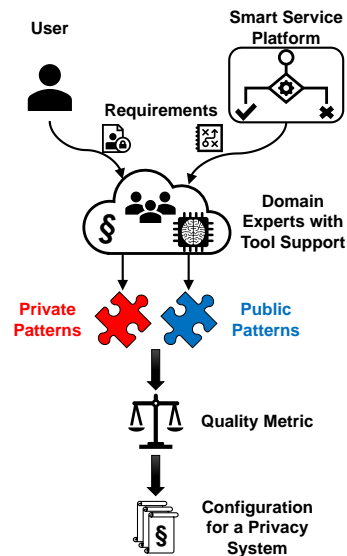 User
Smart Service
Platform
Requirements
§
Domain
Experts with
Tool Support
Private
Patterns
Public
Patterns
Quality Metric
§
Configuration
for a Privacy
System